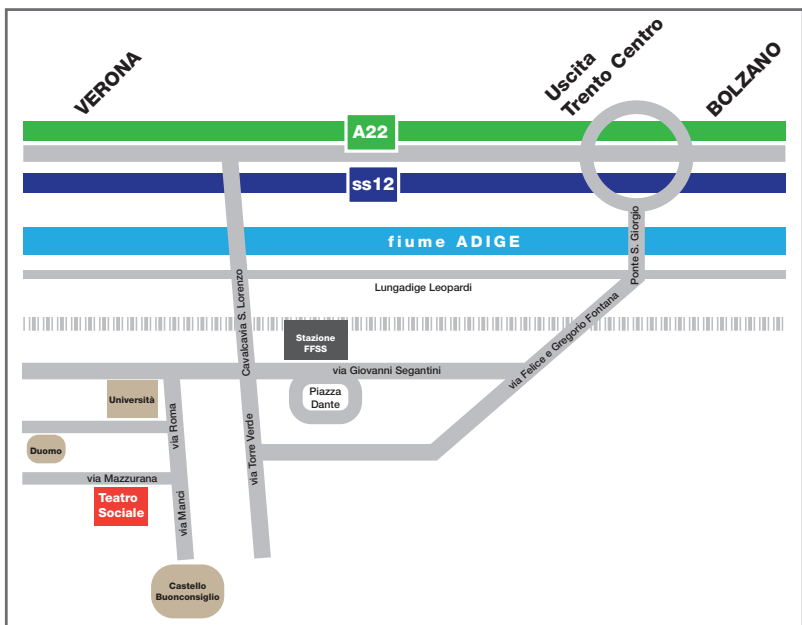 VERONA
Uscita
Trento Centro
BOLZANO
A22
ss12
fiume ADIGE
Ponte S. Giorgio
Lungadige Leopardi
Cavalcavia S. Lorenzo
Stazione
FFSS
via Giovanni Segantini
via Felice e Gregorio Fontana
Piazza
Dante
Università
via Roma
Duomo
via Torre Verde
via Mazzurana
Teatro
Sociale
via Manci
Castello
Buonconsiglio